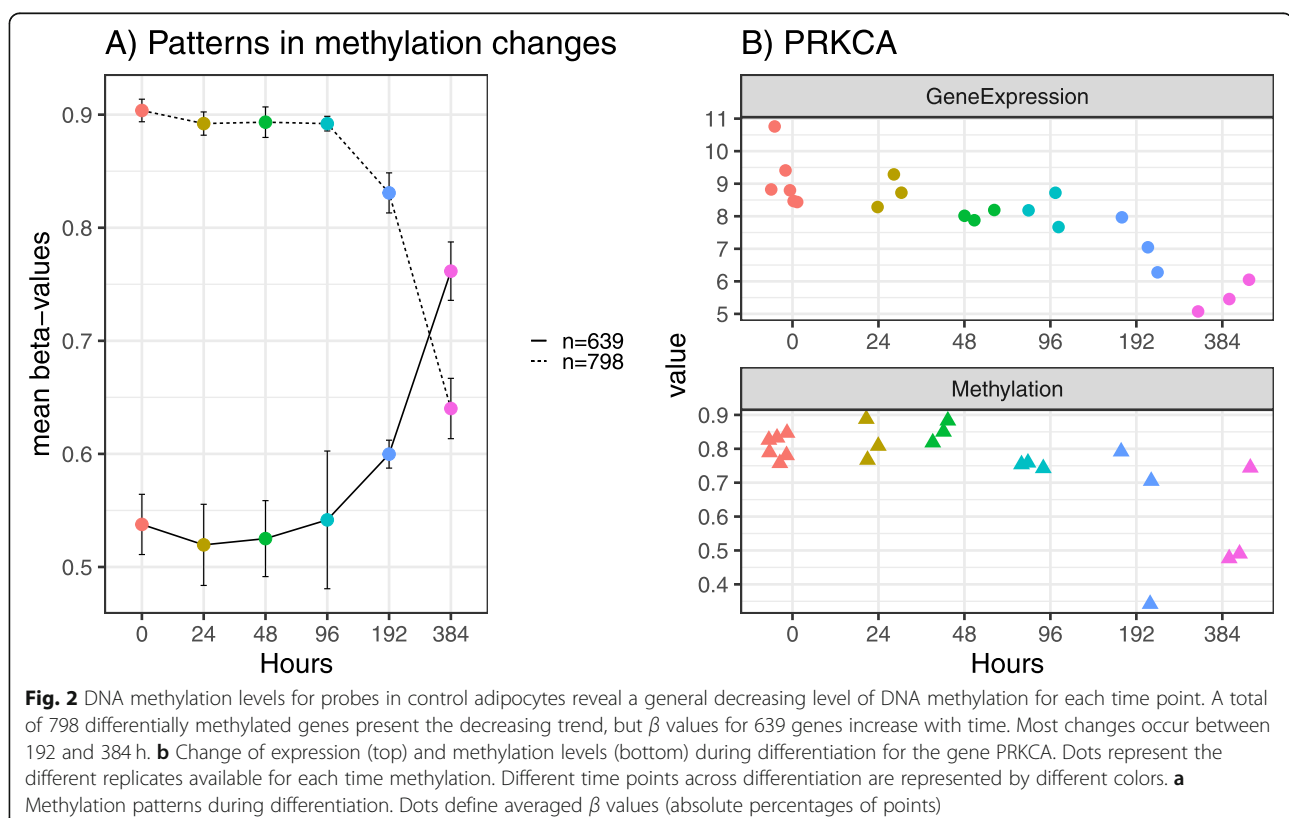 A) Patterns in methylation changes
0.9
0.8
0.7
0.6
0.5
mean beta−values
0 24 48 96 192 384
Hours
n=639
n=798
B) PRKCA
GeneExpression
11
10
9
8
7
6
5
0 24 48 96 192 384
value
Methylation
0.9
0.8
0.7
0.6
0.5
0.4
0 24 48 96 192 384
Hours
Fig. 2 DNA methylation levels for probes in control adipocytes reveal a general decreasing level of DNA methylation for each time point. A total
of 798 differentially methylated genes present the decreasing trend, but β values for 639 genes increase with time. Most changes occur between
192 and 384 h. b Change of expression (top) and methylation levels (bottom) during differentiation for the gene PRKCA. Dots represent the
different replicates available for each time methylation. Different time points across differentiation are represented by different colors. a
Methylation patterns during differentiation. Dots define averaged β values (absolute percentages of points)